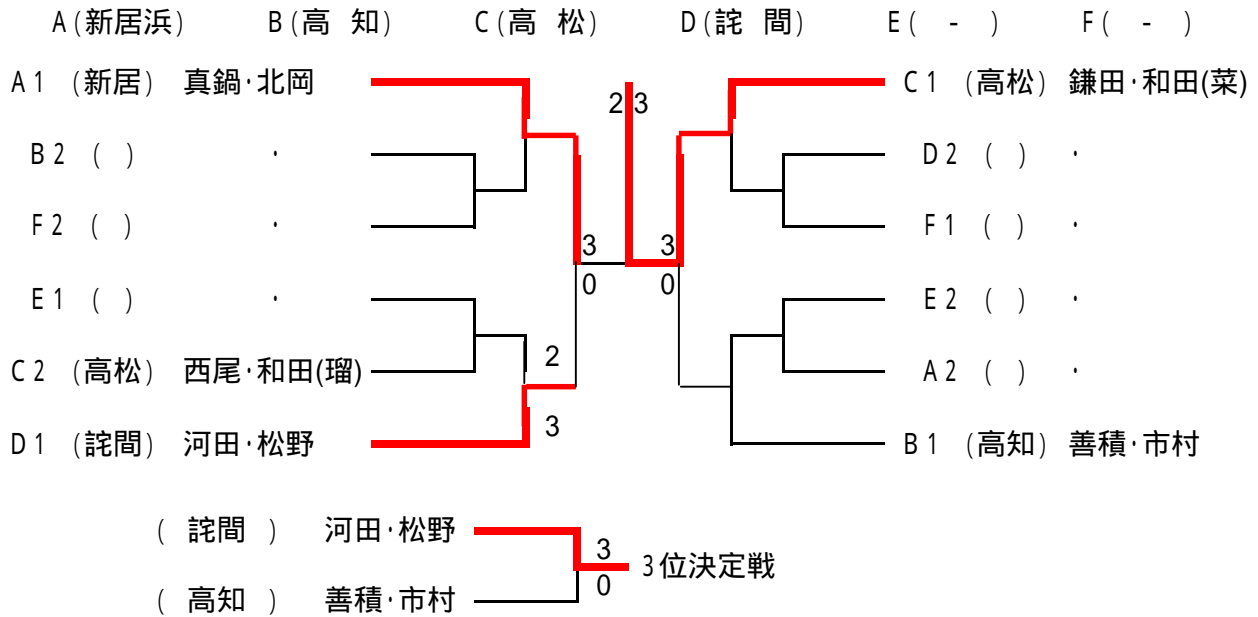 A(新居浜) B(高 知) C(高 松) D(詫 間) E( - ) F( - )
A1 (新居) 真鍋・北岡
B2 ( ) ・
F2 ( ) ・
E1 ( ) ・
C2 (高松) 西尾・和田(瑠)
D1 (詫間) 河田・松野
3
0
2
3
2 3
3
0
C1 (高松) 鎌田・和田(菜)
D2 ( ) ・
F1 ( ) ・
E2 ( ) ・
A2 ( ) ・
B1 (高知) 善積・市村
( 詫間 ) 河田・松野
( 高知 ) 善積・市村
3
0
3位決定戦